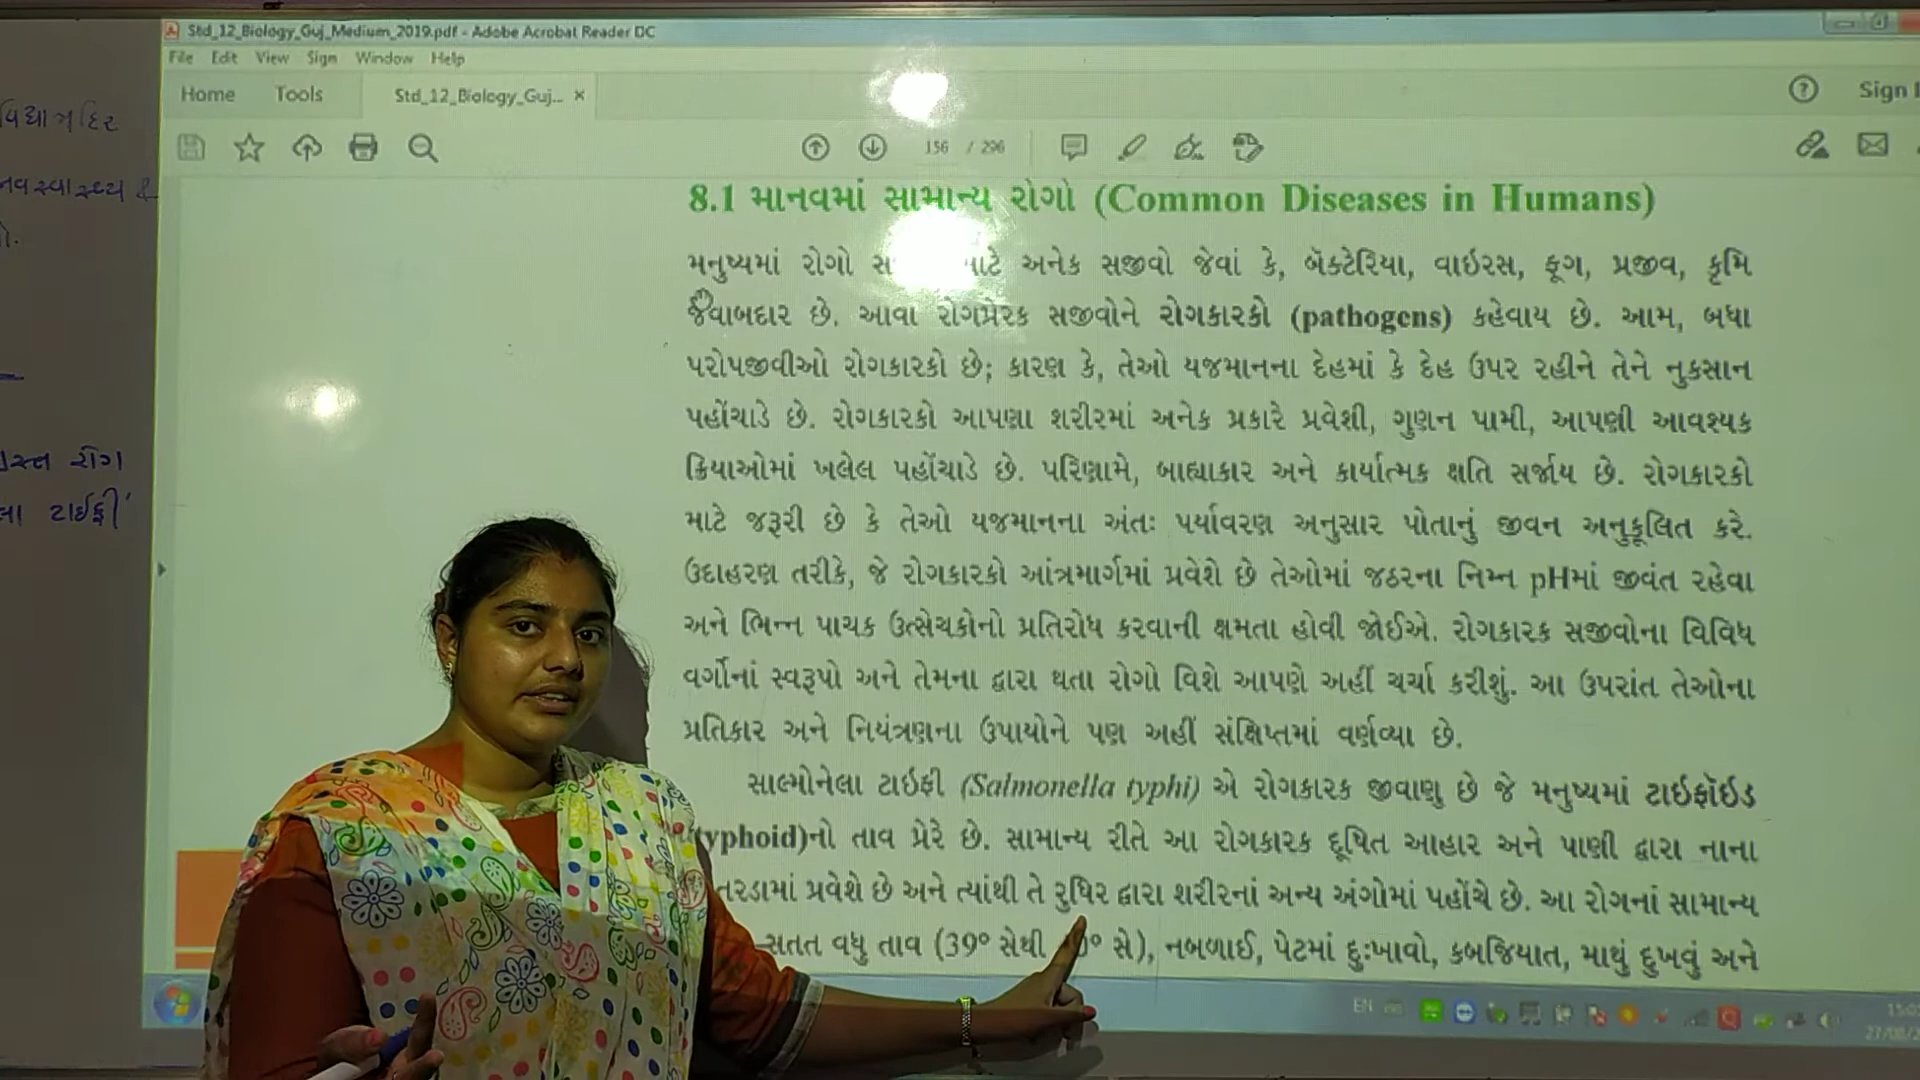 Std_12_Biology_Guj_Medium_2019.pdf - Adobe Acrobat Reader DC
File Edit View Sign Window Help
Home Tools Std_12_Biology_Guj... ×
Sign
156 / 296
8.1 માનવમાં સામાન્ય રોગો (Common Diseases in Humans)
મનુષ્યમાં રોગો અનેક સજીવો જેવાં કે, બૅક્ટેરિયા, વાઇરસ, ફૂગ, પ્રજીવ, કૃમિ
જવાબદાર છે. આવા રોગપ્રેરક સજીવોને રોગકારકો (pathogens) કહેવાય છે. આમ, બધા
પરોપજીવીઓ રોગકારકો છે; કારણ કે, તેઓ યજમાનના દેહમાં કે દેહ ઉપર રહીને તેને નુકસાન
પહોંચાડે છે. રોગકારકો આપણા શરીરમાં અનેક પ્રકારે પ્રવેશી, ગુણન પામી, આપણી આવશ્યક
ક્રિયાઓમાં ખલેલ પહોંચાડે છે. પરિણામે, બાહ્યાકાર અને કાર્યાત્મક ક્ષતિ સર્જાય છે. રોગકારકો
માટે જરૂરી છે કે તેઓ યજમાનના અંતઃ પર્યાવરણ અનુસાર પોતાનું જીવન અનુકૂલિત કરે.
ઉદાહરણ તરીકે, જે રોગકારકો આંત્રમાર્ગમાં પ્રવેશે છે તેઓમાં જઠરના નિમ્ન pHમાં જીવંત રહેવા
અને ભિન્ન પાચક ઉત્સેચકોનો પ્રતિરોધ કરવાની ક્ષમતા હોવી જોઈએ. રોગકારક સજીવોના વિવિધ
વર્ગોનાં સ્વરૂપો અને તેમના દ્વારા થતા રોગો વિશે આપણે અહીં ચર્ચા કરીશું. આ ઉપરાંત તેઓના
પ્રતિકાર અને નિયંત્રણના ઉપાયોને પણ અહીં સંક્ષિપ્તમાં વર્ણવ્યા છે.
સાલ્મોનેલા ટાઇફી (Salmonella typhi) એ રોગકારક જીવાણુ છે જે મનુષ્યમાં ટાઇફૉઈડ
(typhoid)નો તાવ પ્રેરે છે. સામાન્ય રીતે આ રોગકારક દૂષિત આહાર અને પાણી દ્વારા નાના
તરડામાં પ્રવેશે છે અને ત્યાંથી તે રુધિર દ્વારા શરીરનાં અન્ય અંગોમાં પહોંચે છે. આ રોગનાં સામાન્ય
સતત વધુ તાવ (39° સેથી 0° સે), નબળાઈ, પેટમાં દુઃખાવો, કબજિયાત, માથું દુખવું અને
EN
રોગ
ટાઈફી